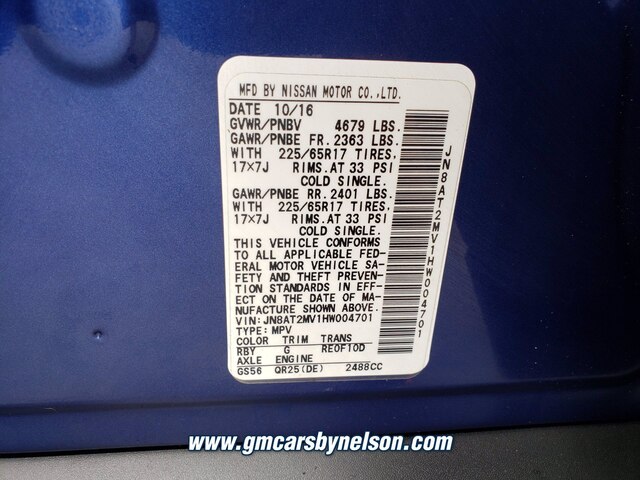 MFD BY NISSAN MOTOR CO.,LTD.
DATE 10/16
GVWR/PNBV 4679 LBS.
GAWR/PNBE FR. 2363 LBS.
WITH 225/65R17 TIRES,
17×7J RIMS.AT 33 PSI
COLD SINGLE.
GAWR/PNBE RR. 2401 LBS.
WITH 225/65R17 TIRES,
17×7J RIMS.AT 33 PSI
COLD SINGLE.
THIS VEHICLE CONFORMS
TO ALL APPLICABLE FED-
ERAL MOTOR VEHICLE SA-
FETY AND THEFT PREVEN-
TION STANDARDS IN EFF-
ECT ON THE DATE OF MA-
NUFACTURE SHOWN ABOVE.
VIN:JN8AT2MV1HW004701
TYPE:MPV
COLOR TRIM TRANS
RBY G RE0F10D
AXLE ENGINE
GS56 QR25(DE) 2488CC
JN8AT2MV1HW004701
www.gmcarsbynelson.com